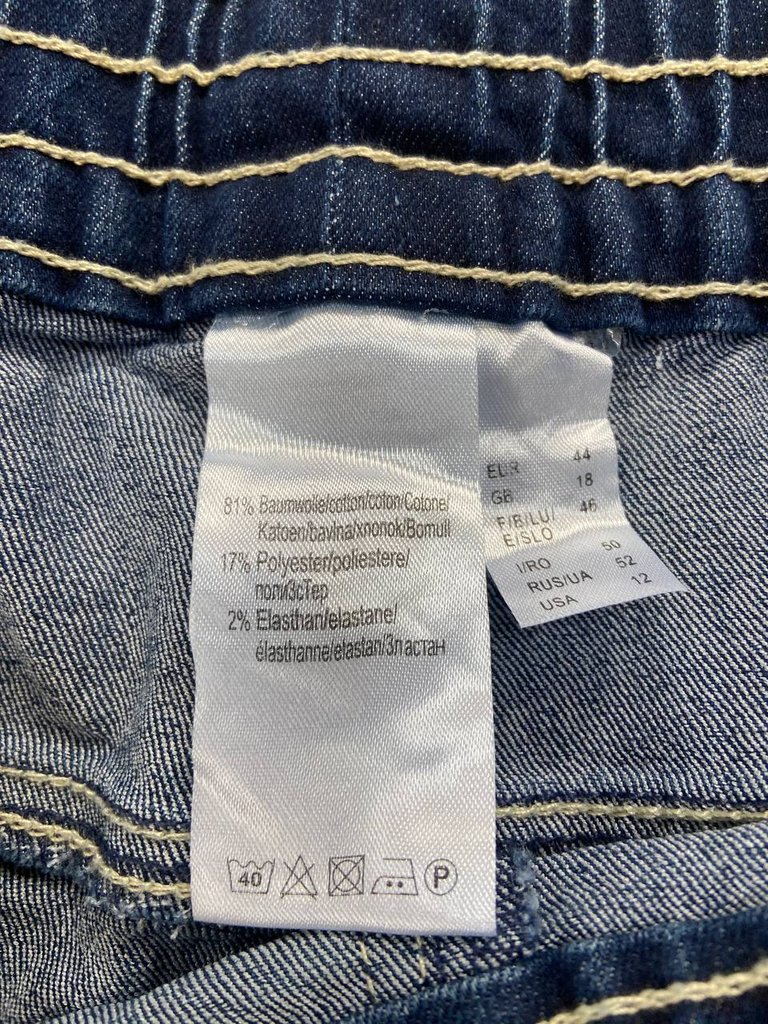 81% Baumwolle/cotton/coton/Cotone/
Katoen/bavlna/хлопок/Bomull
17% Polyester/poliestere/
полиЭсТер
2% Elasthan/elastane/
élasthanne/elastan/ЭластаН
40
P
EUR 44
GB 18
F/B/LU/ 46
E/SLO
I/RO 50
RUS/UA 52
USA 12